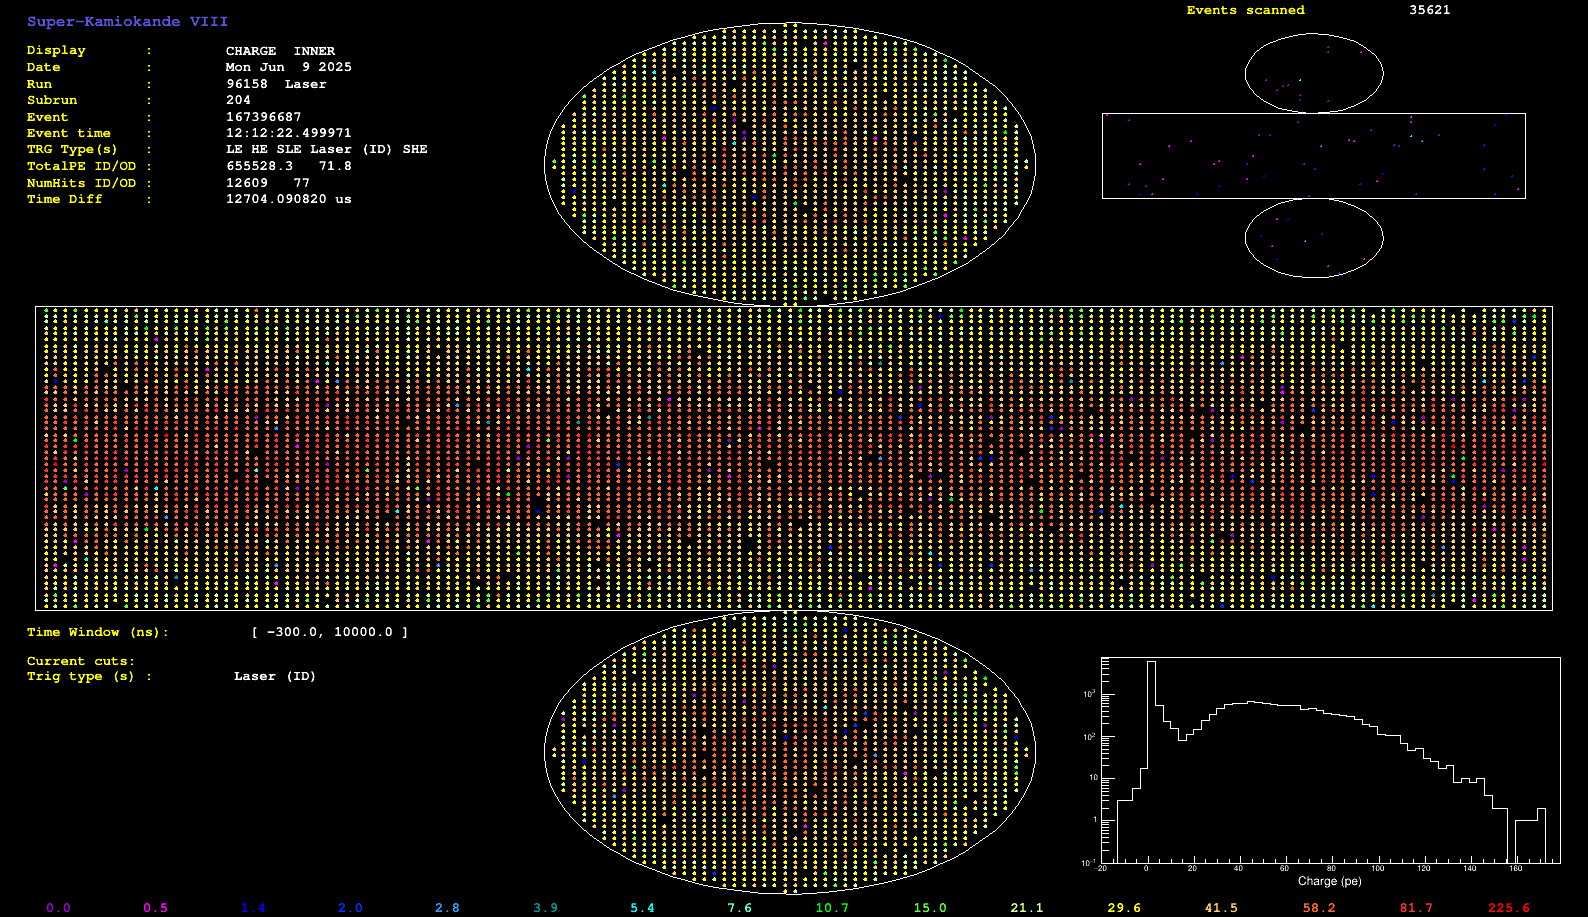 Super-Kamiokande VIII
Display : CHARGE INNER
Date : Mon Jun 9 2025
Run : 96158 Laser
Subrun : 204
Event : 167396687
Event time : 12:12:22.499971
TRG Type(s) : LE HE SLE Laser (ID) SHE
TotalPE ID/OD : 655528.3 71.8
NumHits ID/OD : 12609 77
Time Diff : 12704.090820 us
Events scanned 35621
Time Window (ns): [ -300.0, 10000.0 ]
Current cuts:
Trig type (s) : Laser (ID)
10³
10²
10
1
10⁻¹
-20 0 20 40 60 80 100 120 140 160
Charge (pe)
0.0 0.5 1.4 2.0 2.8 3.9 5.4 7.6 10.7 15.0 21.1 29.6 41.5 58.2 81.7 225.6